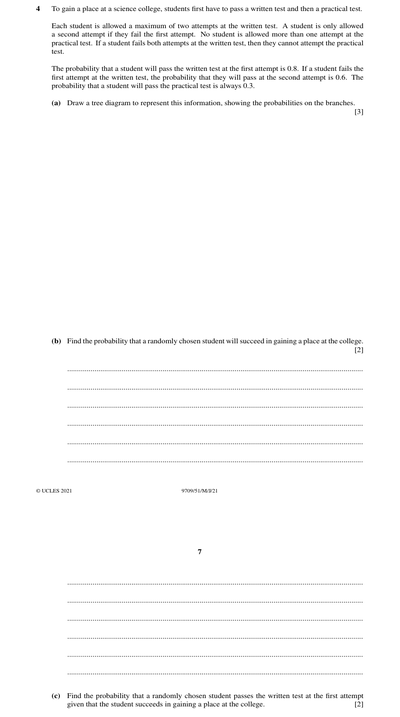 4 To gain a place at a science college, students first have to pass a written test and then a practical test.
Each student is allowed a maximum of two attempts at the written test. A student is only allowed
a second attempt if they fail the first attempt. No student is allowed more than one attempt at the
practical test. If a student fails both attempts at the written test, then they cannot attempt the practical
test.
The probability that a student will pass the written test at the first attempt is 0.8. If a student fails the
first attempt at the written test, the probability that they will pass at the second attempt is 0.6. The
probability that a student will pass the practical test is always 0.3.
(a) Draw a tree diagram to represent this information, showing the probabilities on the branches.
[3]
(b) Find the probability that a randomly chosen student will succeed in gaining a place at the college.
[2]
© UCLES 2021 9709/51/M/J/21
7
(c) Find the probability that a randomly chosen student passes the written test at the first attempt
given that the student succeeds in gaining a place at the college. [2]